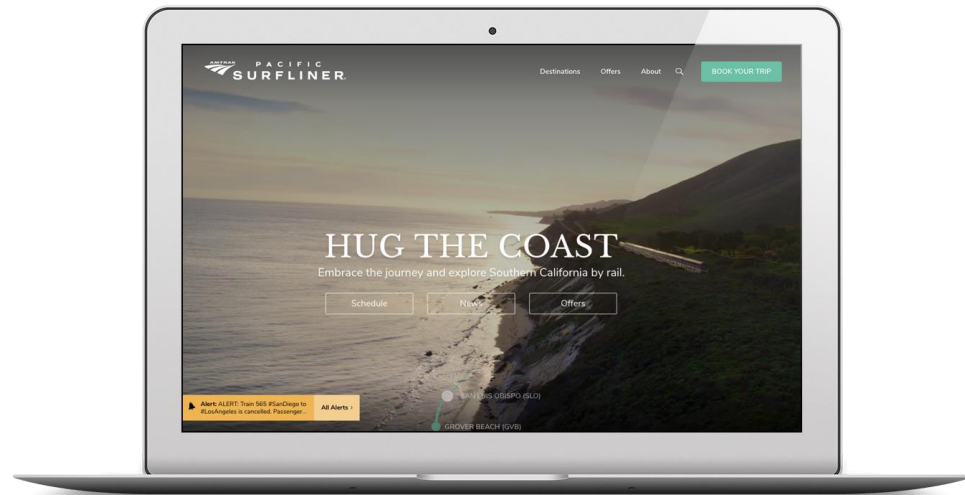 AMTRAK
PACIFIC
SURFLINER
Destinations Offers About BOOK YOUR TRIP
HUG THE COAST
Embrace the journey and explore Southern California by rail.
Schedule News Offers
SAN LUIS OBISPO (SLO)
Alert: ALERT: Train 565 #SanDiego to
#LosAngeles is cancelled. Passenger...
All Alerts ›
GROVER BEACH (GVB)